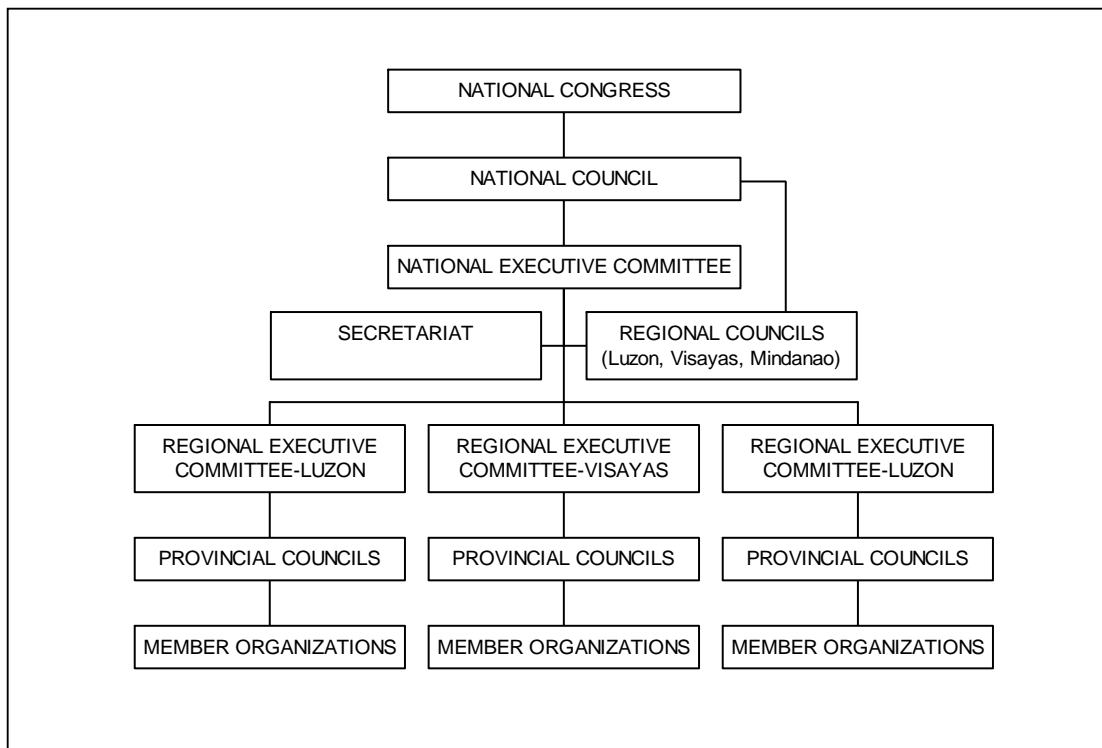 NATIONAL CONGRESS
NATIONAL COUNCIL
NATIONAL EXECUTIVE COMMITTEE
SECRETARIAT
REGIONAL COUNCILS
(Luzon, Visayas, Mindanao)
REGIONAL EXECUTIVE
COMMITTEE-LUZON
REGIONAL EXECUTIVE
COMMITTEE-VISAYAS
REGIONAL EXECUTIVE
COMMITTEE-LUZON
PROVINCIAL COUNCILS
PROVINCIAL COUNCILS
PROVINCIAL COUNCILS
MEMBER ORGANIZATIONS
MEMBER ORGANIZATIONS
MEMBER ORGANIZATIONS